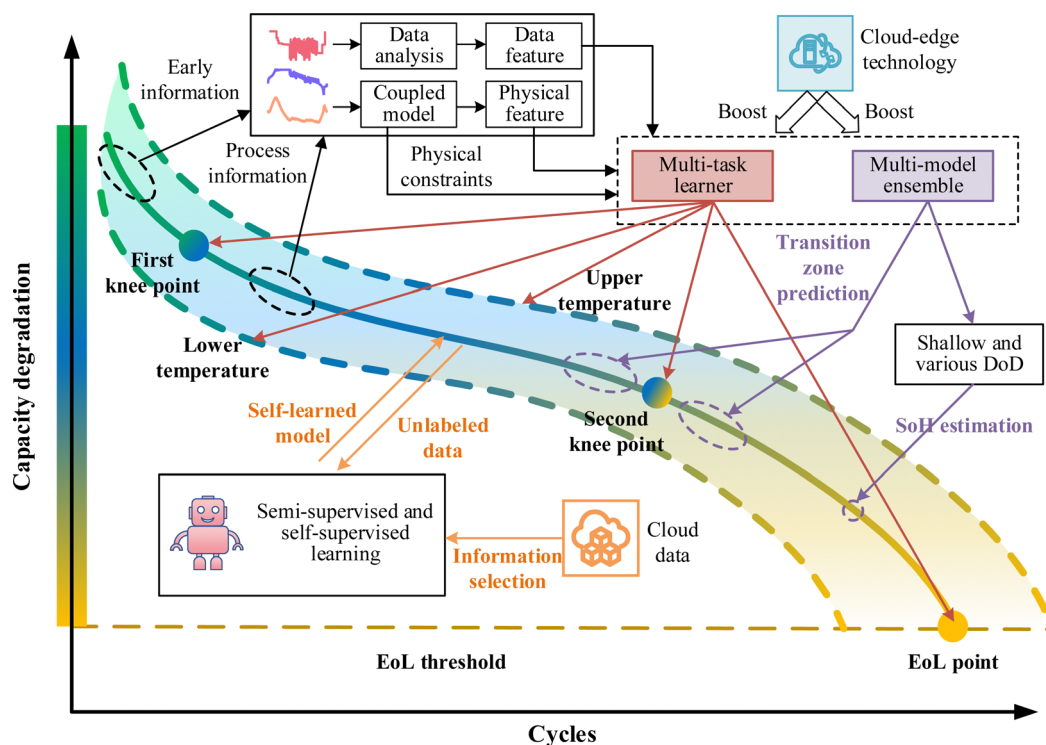 Early
information
Data
analysis
Data
feature
Coupled
model
Physical
feature
Cloud-edge
technology
Boost
Boost
Process
information
Physical
constraints
Multi-task
learner
Multi-model
ensemble
First
knee point
Transition
zone
prediction
Upper
temperature
Lower
temperature
Shallow and
various DoD
Self-learned
model
Unlabeled
data
Second
knee point
SoH estimation
Semi-supervised and
self-supervised
learning
Information
selection
Cloud
data
EoL threshold
EoL point
Capacity degradation
Cycles